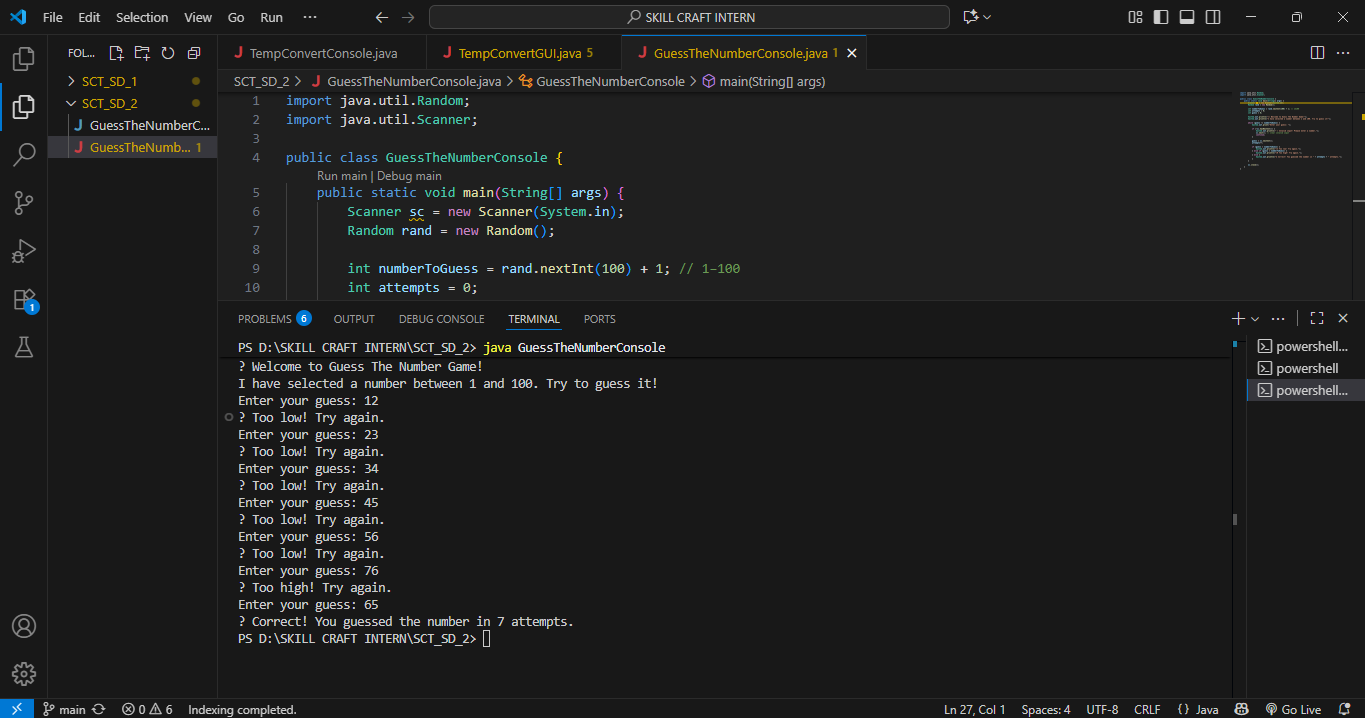 File Edit Selection View Go Run ··· SKILL CRAFT INTERN
FOL...
TempConvertConsole.java
TempConvertGUI.java 5
GuessTheNumberConsole.java 1
SCT_SD_1
SCT_SD_2
GuessTheNumberC...
GuessTheNumb... 1
SCT_SD_2 > GuessTheNumberConsole.java > GuessTheNumberConsole > main(String[] args)
1 import java.util.Random;
2 import java.util.Scanner;
3
4 public class GuessTheNumberConsole {
Run main | Debug main
5 public static void main(String[] args) {
6 Scanner sc = new Scanner(System.in);
7 Random rand = new Random();
8
9 int numberToGuess = rand.nextInt(100) + 1; // 1–100
10 int attempts = 0;
PROBLEMS 6 OUTPUT DEBUG CONSOLE TERMINAL PORTS
PS D:\SKILL CRAFT INTERN\SCT_SD_2> java GuessTheNumberConsole
? Welcome to Guess The Number Game!
I have selected a number between 1 and 100. Try to guess it!
Enter your guess: 12
? Too low! Try again.
Enter your guess: 23
? Too low! Try again.
Enter your guess: 34
? Too low! Try again.
Enter your guess: 45
? Too low! Try again.
Enter your guess: 56
? Too low! Try again.
Enter your guess: 76
? Too high! Try again.
Enter your guess: 65
? Correct! You guessed the number in 7 attempts.
PS D:\SKILL CRAFT INTERN\SCT_SD_2>
powershell...
powershell
powershell...
1
main 0 6 Indexing completed. Ln 27, Col 1 Spaces: 4 UTF-8 CRLF {} Java Go Live